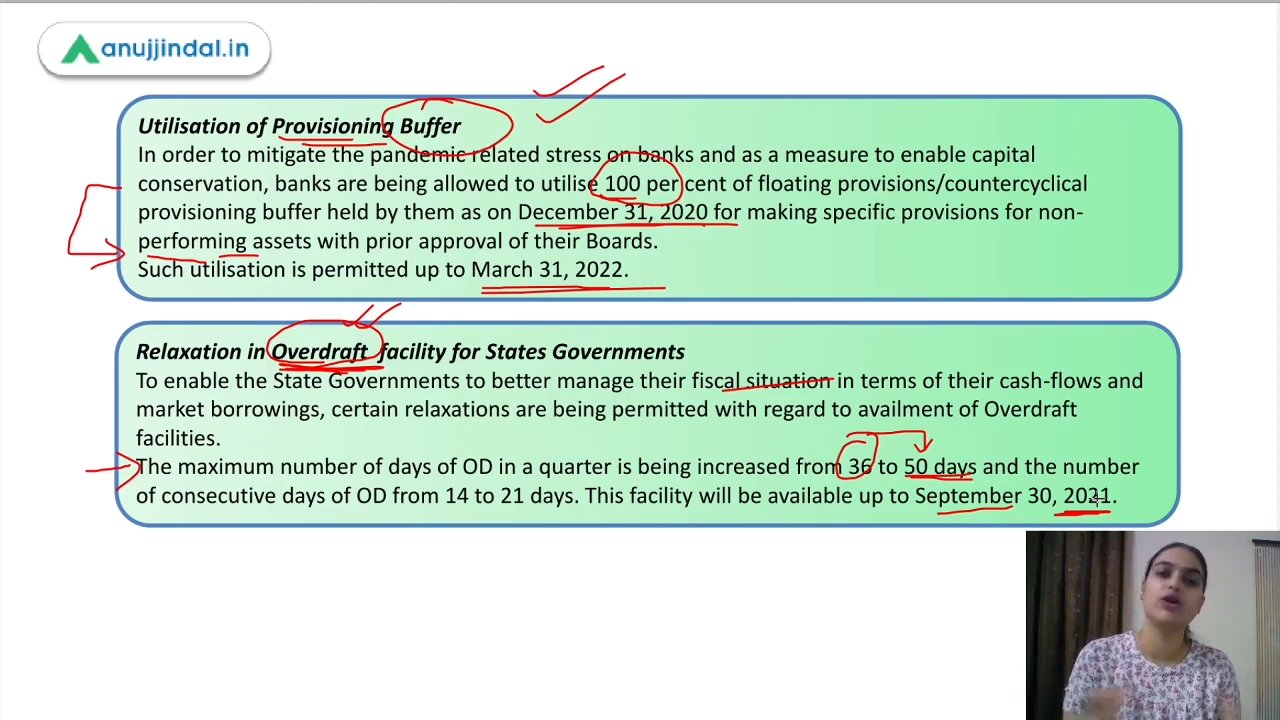 anujjindal.in
Utilisation of Provisioning Buffer
In order to mitigate the pandemic related stress on banks and as a measure to enable capital
conservation, banks are being allowed to utilise 100 per cent of floating provisions/countercyclical
provisioning buffer held by them as on December 31, 2020 for making specific provisions for non-
performing assets with prior approval of their Boards.
Such utilisation is permitted up to March 31, 2022.
Relaxation in Overdraft facility for States Governments
To enable the State Governments to better manage their fiscal situation in terms of their cash-flows and
market borrowings, certain relaxations are being permitted with regard to availment of Overdraft
facilities.
The maximum number of days of OD in a quarter is being increased from 36 to 50 days and the number
of consecutive days of OD from 14 to 21 days. This facility will be available up to September 30, 2021.